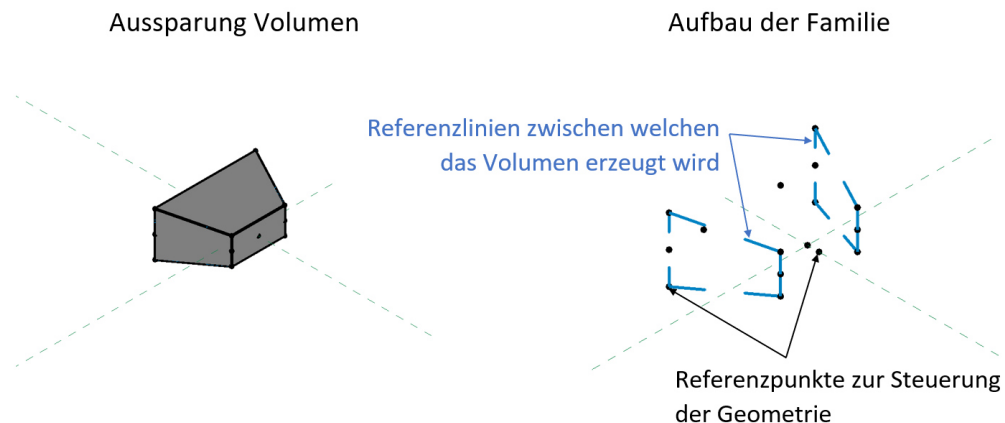 Aussparung Volumen
Aufbau der Familie
Referenzlinien zwischen welchen
das Volumen erzeugt wird
Referenzpunkte zur Steuerung
der Geometrie